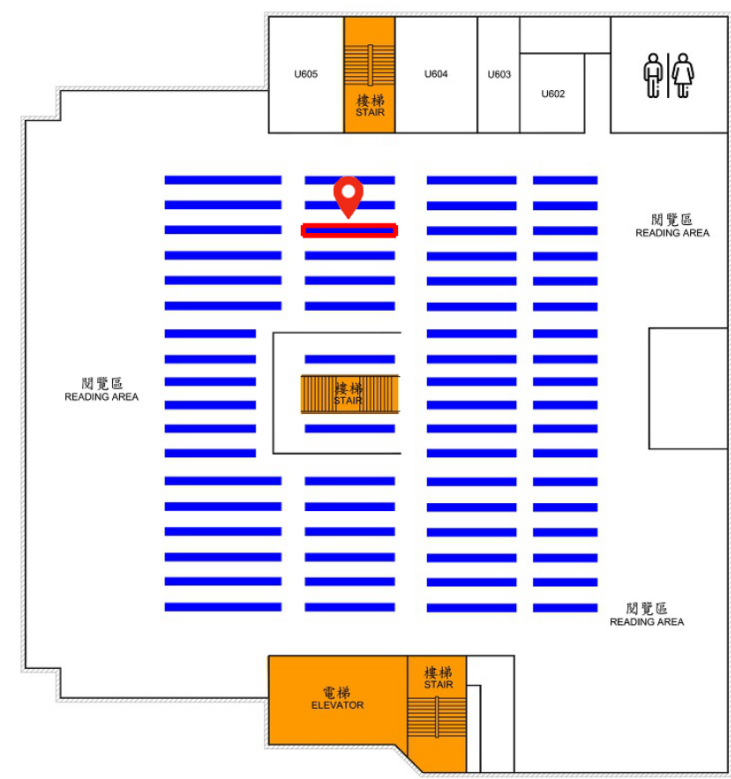 U605
樓梯
STAIR
U604
U603
U602
閱覽區
READING AREA
閱覽區
READING AREA
樓梯
STAIR
閱覽區
READING AREA
電梯
ELEVATOR
樓梯
STAIR